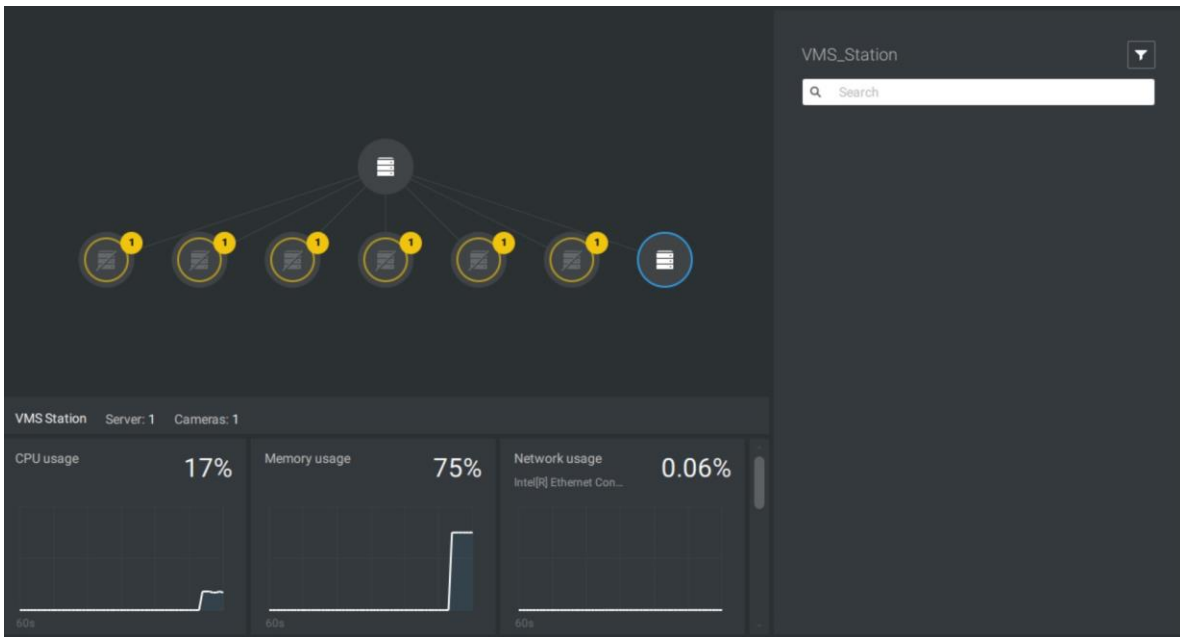 VMS_Station
Search
1 1 1 1 1 1
VMS Station Server: 1 Cameras: 1
CPU usage 17%
60s
Memory usage 75%
60s
Network usage 0.06%
Intel[R] Ethernet Con...
60s